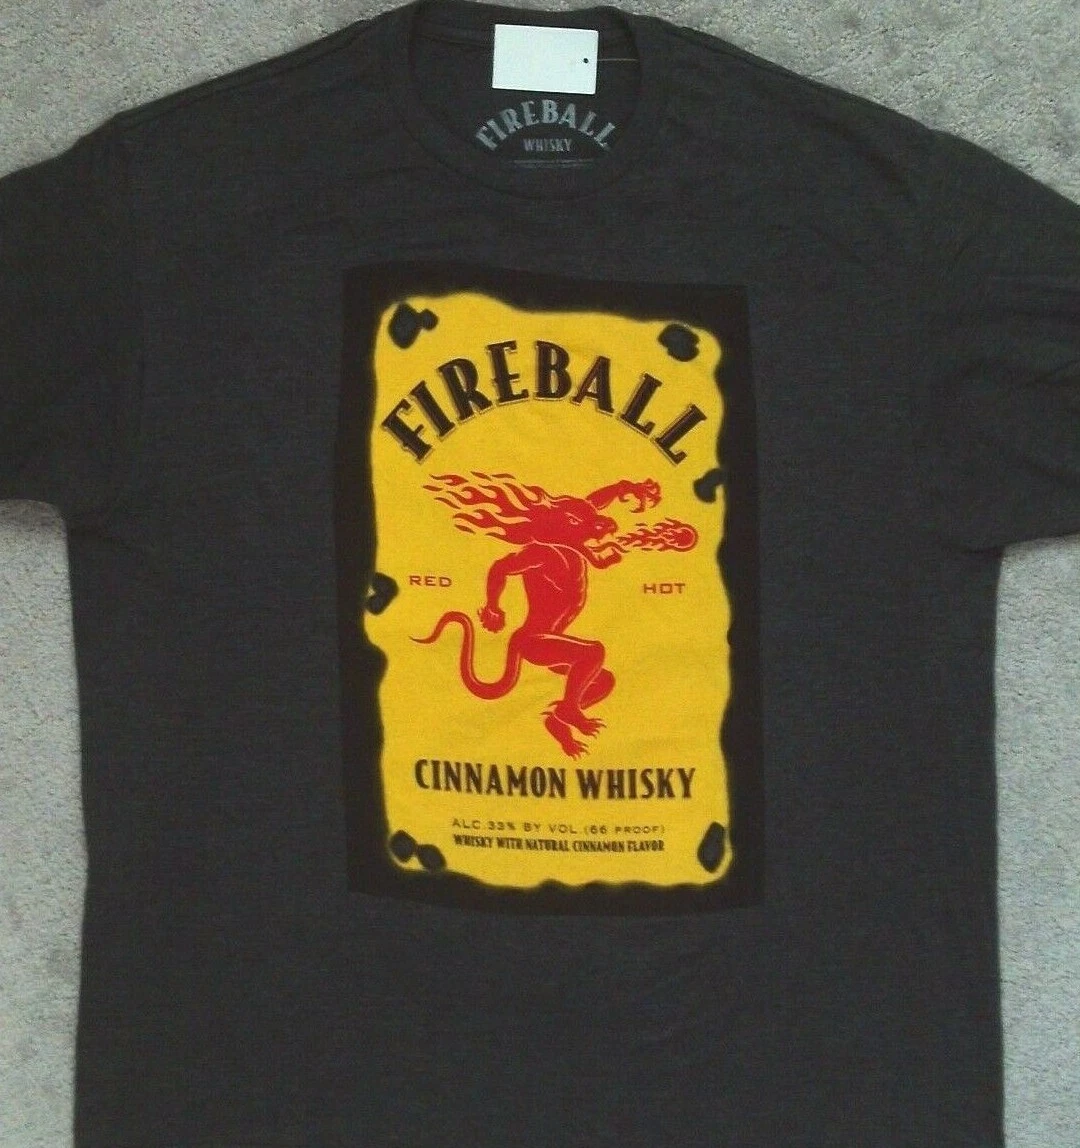 FIREBALL
WHISKY
FIREBALL
RED HOT
CINNAMON WHISKY
ALC.33% BY VOL.(66 PROOF)
WHISKY WITH NATURAL CINNAMON FLAVOR